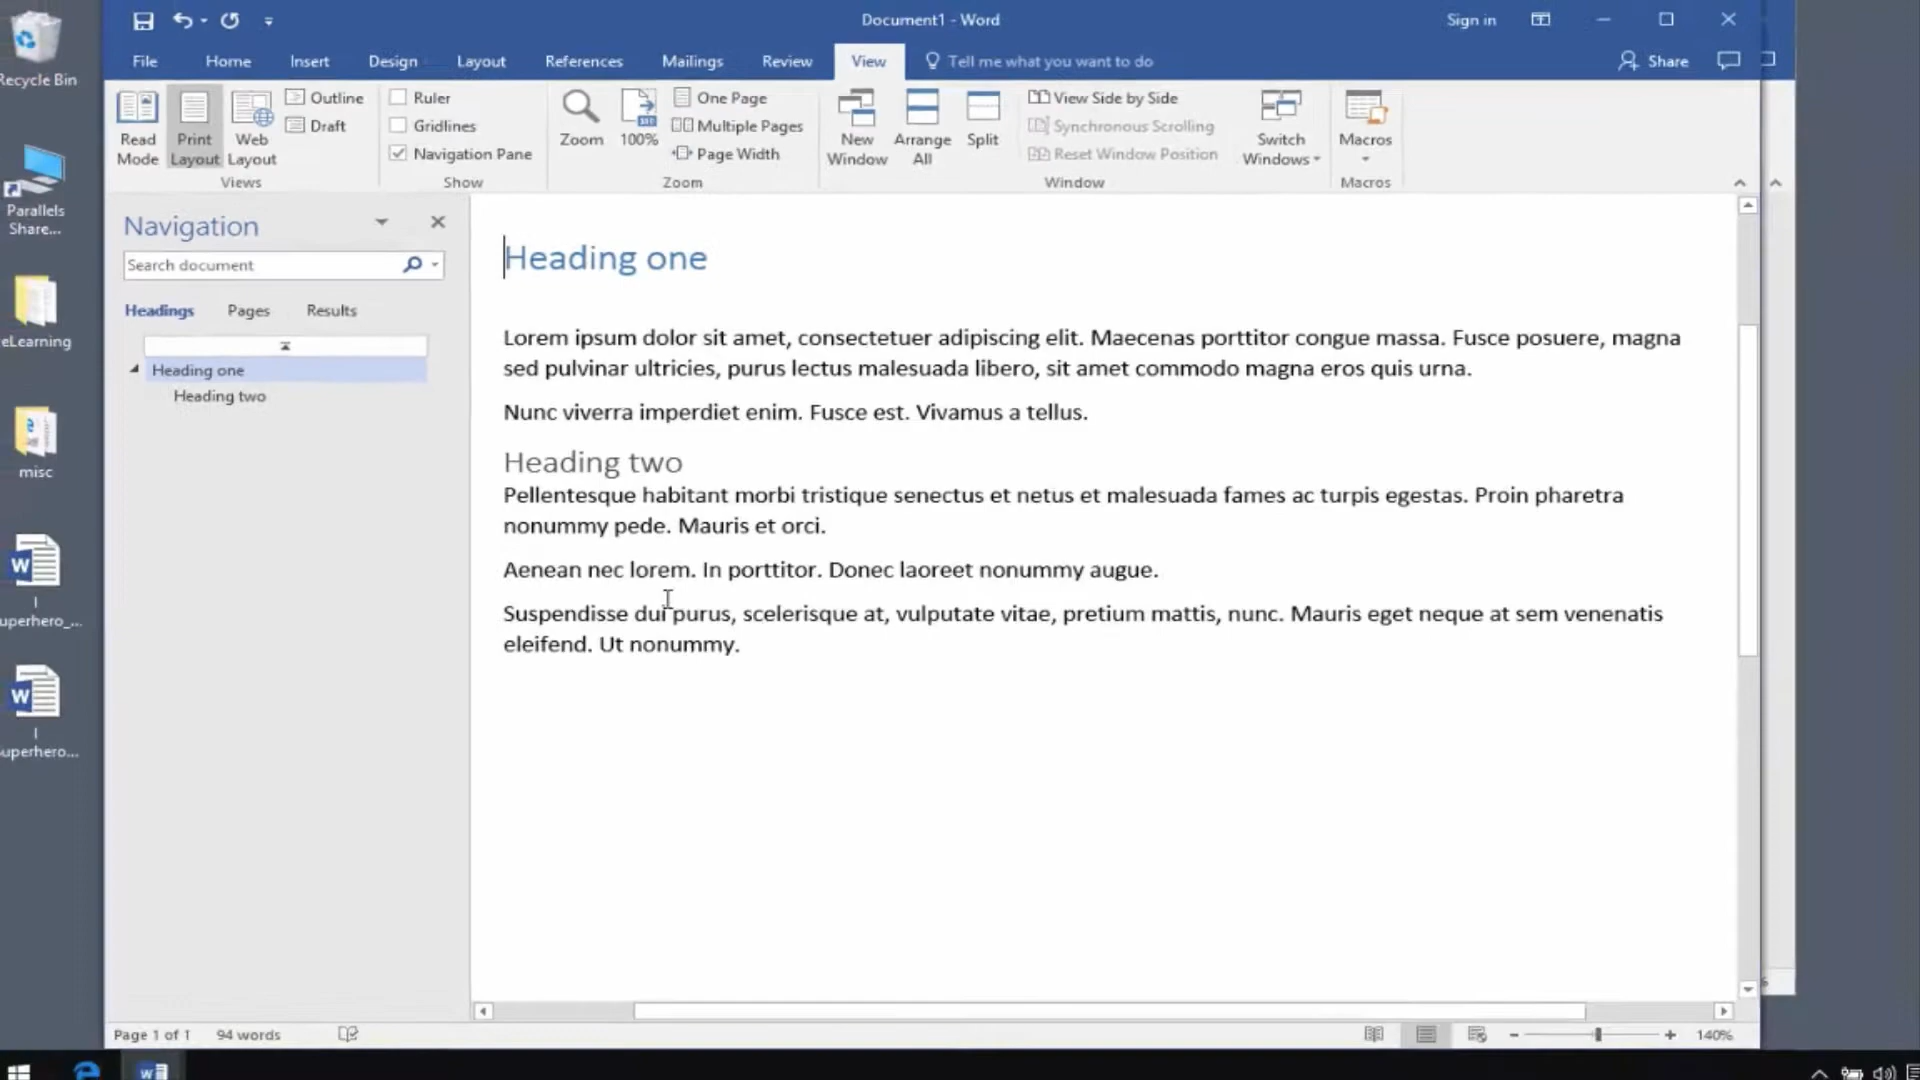 Recycle Bin
Parallels
Share...
eLearning
misc
uperhero_...
uperhero...
Document1 - Word
Sign in
File Home Insert Design Layout References Mailings Review View Tell me what you want to do Share
Read Mode
Print Layout
Web Layout
Outline
Draft
Views
Ruler
Gridlines
Navigation Pane
Show
Zoom
100%
One Page
Multiple Pages
Page Width
Zoom
New Window
Arrange All
Split
View Side by Side
Synchronous Scrolling
Reset Window Position
Window
Switch Windows
Macros
Macros
Navigation
Search document
Headings Pages Results
Heading one
Heading two
Heading one
Lorem ipsum dolor sit amet, consectetuer adipiscing elit. Maecenas porttitor congue massa. Fusce posuere, magna
sed pulvinar ultricies, purus lectus malesuada libero, sit amet commodo magna eros quis urna.
Nunc viverra imperdiet enim. Fusce est. Vivamus a tellus.
Heading two
Pellentesque habitant morbi tristique senectus et netus et malesuada fames ac turpis egestas. Proin pharetra
nonummy pede. Mauris et orci.
Aenean nec lorem. In porttitor. Donec laoreet nonummy augue.
Suspendisse dui purus, scelerisque at, vulputate vitae, pretium mattis, nunc. Mauris eget neque at sem venenatis
eleifend. Ut nonummy.
Page 1 of 1 94 words
140%